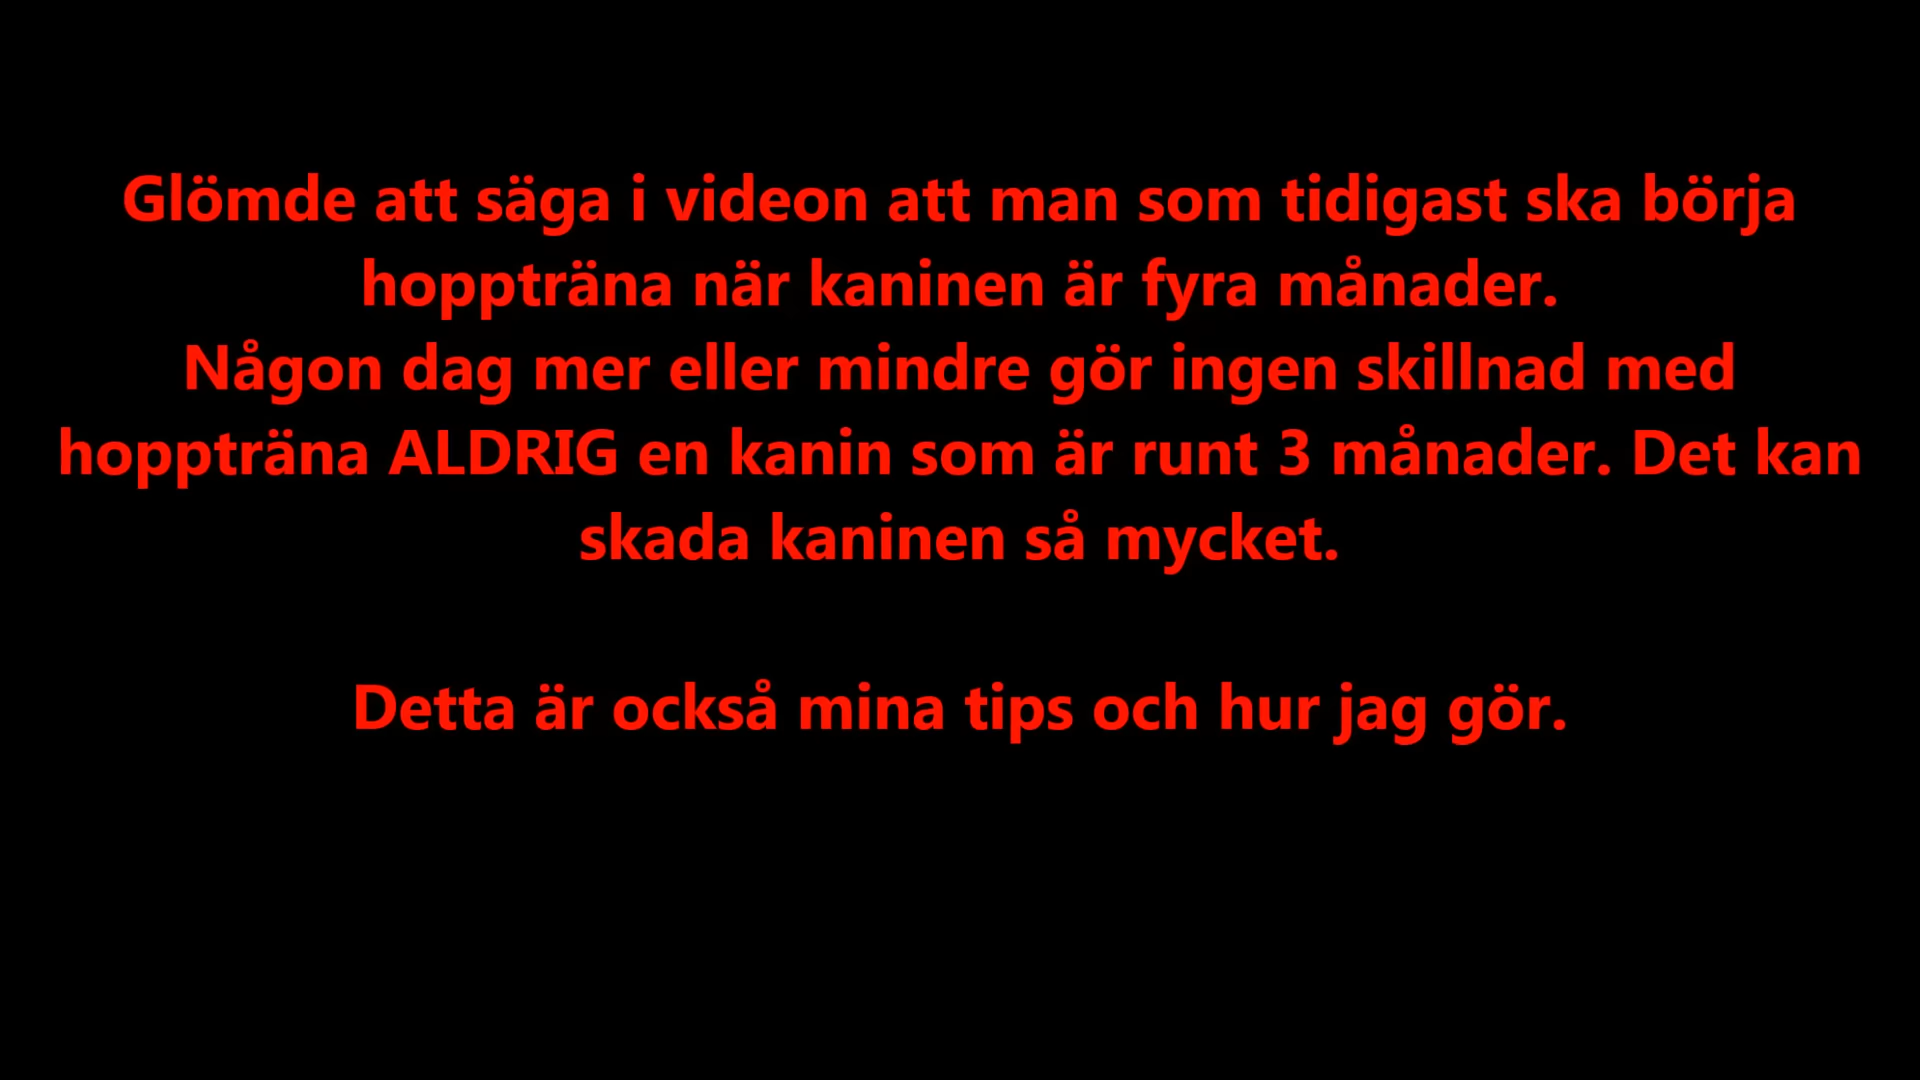 Glömde att säga i videon att man som tidigast ska börja
hoppträna när kaninen är fyra månader.
Någon dag mer eller mindre gör ingen skillnad med
hoppträna ALDRIG en kanin som är runt 3 månader. Det kan
skada kaninen så mycket.
Detta är också mina tips och hur jag gör.